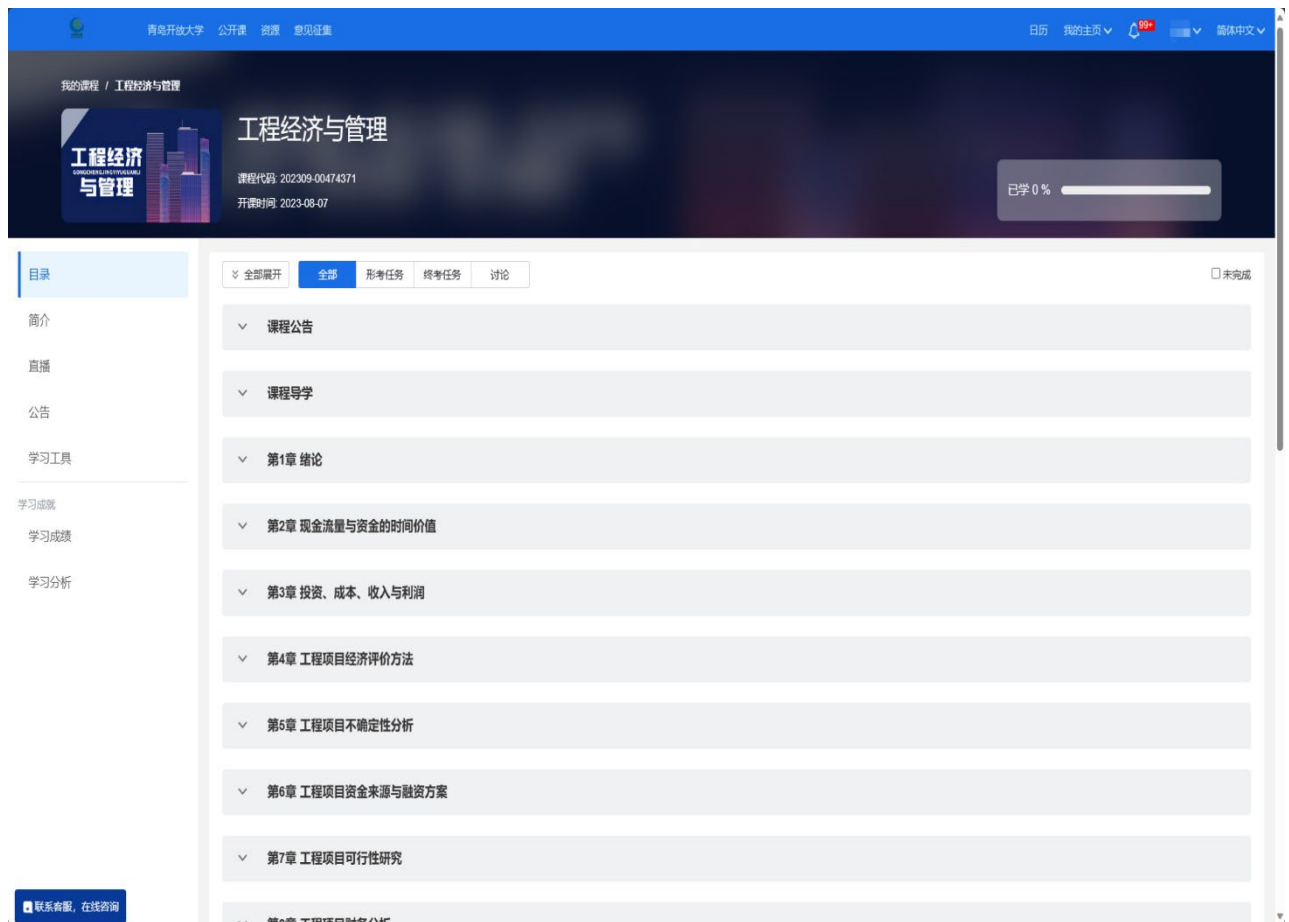 青岛开放大学 公开课 资源 意见征集 日历 我的主页 99+ 简体中文
我的课程 / 工程经济与管理
工程经济
与管理
工程经济与管理
课程代码: 202309-00474371
开课时间: 2023-08-07
已学 0 %
目录
简介
直播
公告
学习工具
学习成就
学习成绩
学习分析
全部展开 全部 形考任务 终考任务 讨论 未完成
课程公告
课程导学
第1章 绪论
第2章 现金流量与资金的时间价值
第3章 投资、成本、收入与利润
第4章 工程项目经济评价方法
第5章 工程项目不确定性分析
第6章 工程项目资金来源与融资方案
第7章 工程项目可行性研究
第8章 工程项目财务分析
联系客服，在线咨询